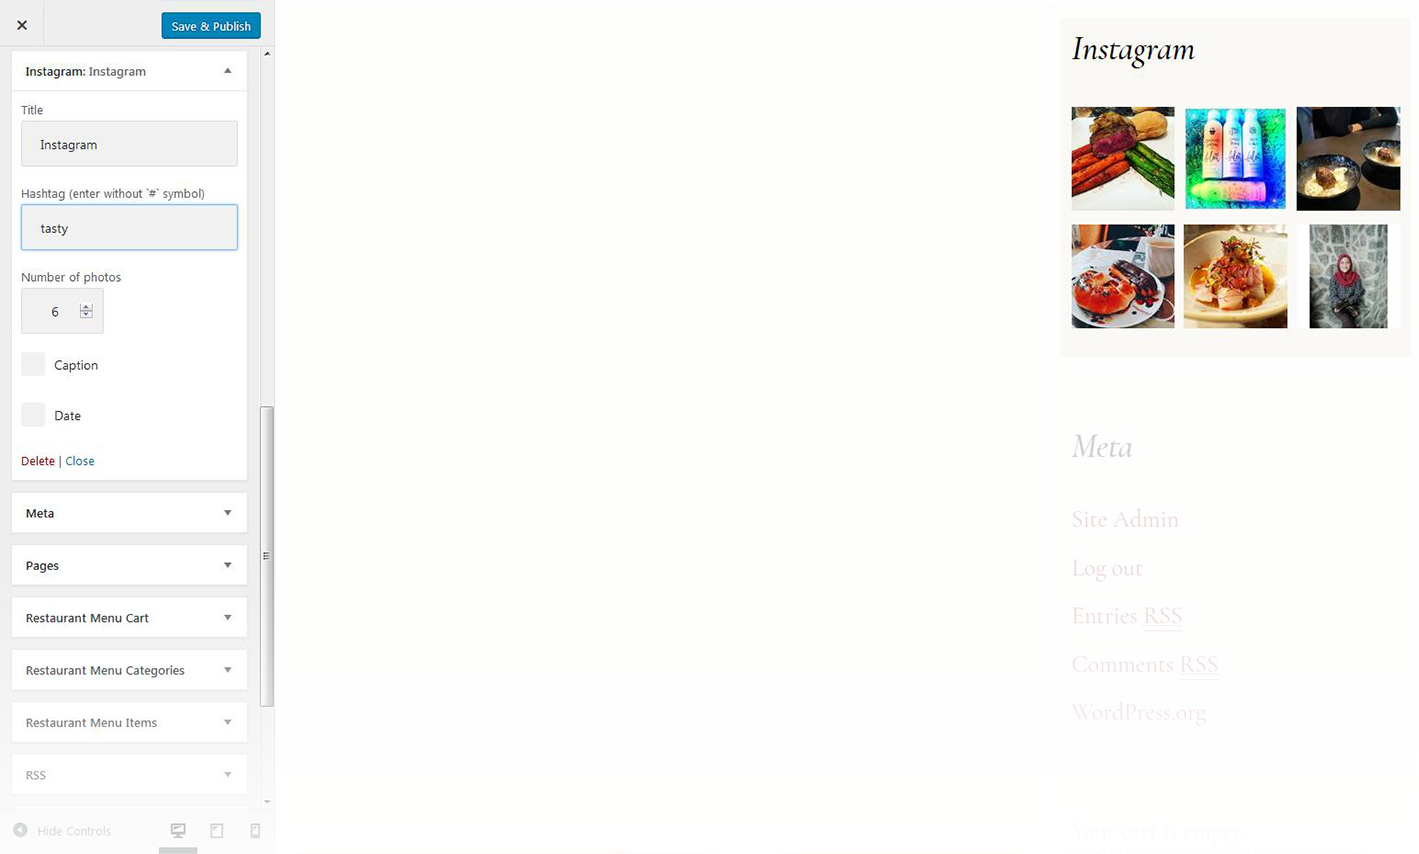 Save & Publish
Instagram: Instagram
Title
Instagram
Hashtag (enter without `#` symbol)
tasty
Number of photos
6
Caption
Date
Delete | Close
Meta
Pages
Restaurant Menu Cart
Restaurant Menu Categories
Restaurant Menu Items
RSS
Hide Controls
Instagram
Meta
Site Admin
Log out
Entries RSS
Comments RSS
WordPress.org
Your cart is empty